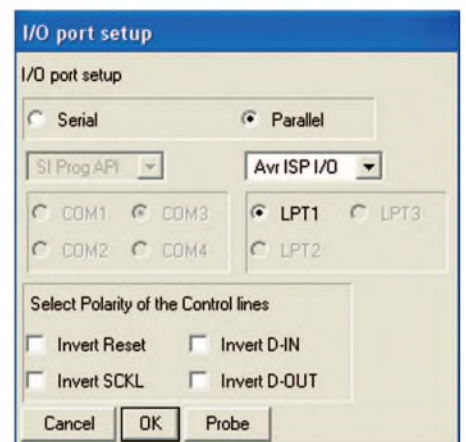 I/O port setup
I/O port setup
Serial Parallel
SI Prog API Avr ISP I/O
COM1 COM3 LPT1 LPT3
COM2 COM4 LPT2
Select Polarity of the Control lines
Invert Reset Invert D-IN
Invert SCKL Invert D-OUT
Cancel OK Probe